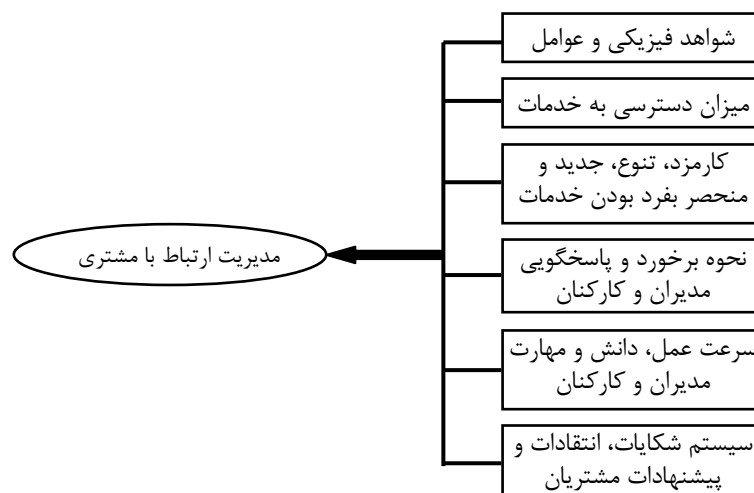 شواهد فیزیکی و عوامل
میزان دسترسی به خدمات
کارمزد، تنوع، جدید و
منحصر بفرد بودن خدمات
نحوه برخورد و پاسخگویی
مدیران و کارکنان
سرعت عمل، دانش و مهارت
مدیران و کارکنان
سیستم شکایات، انتقادات و
پیشنهادات مشتریان
مدیریت ارتباط با مشتری